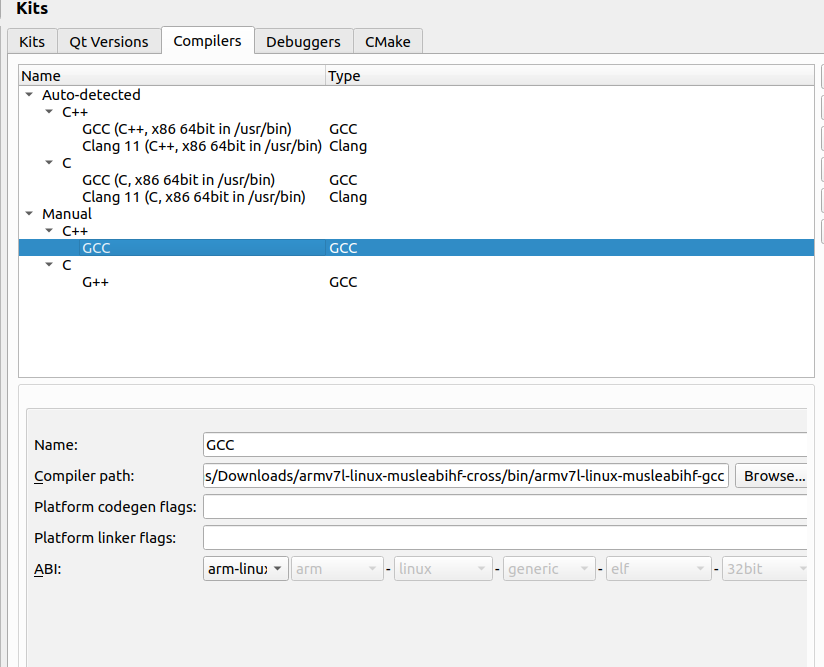 Kits
Kits Qt Versions Compilers Debuggers CMake
Name Type
Auto-detected
C++
GCC (C++, x86 64bit in /usr/bin) GCC
Clang 11 (C++, x86 64bit in /usr/bin) Clang
C
GCC (C, x86 64bit in /usr/bin) GCC
Clang 11 (C, x86 64bit in /usr/bin) Clang
Manual
C++
GCC GCC
C
G++ GCC
Name: GCC
Compiler path: s/Downloads/armv7l-linux-musleabihf-cross/bin/armv7l-linux-musleabihf-gcc Browse...
Platform codegen flags:
Platform linker flags:
ABI: arm-linux arm - linux - generic - elf - 32bit